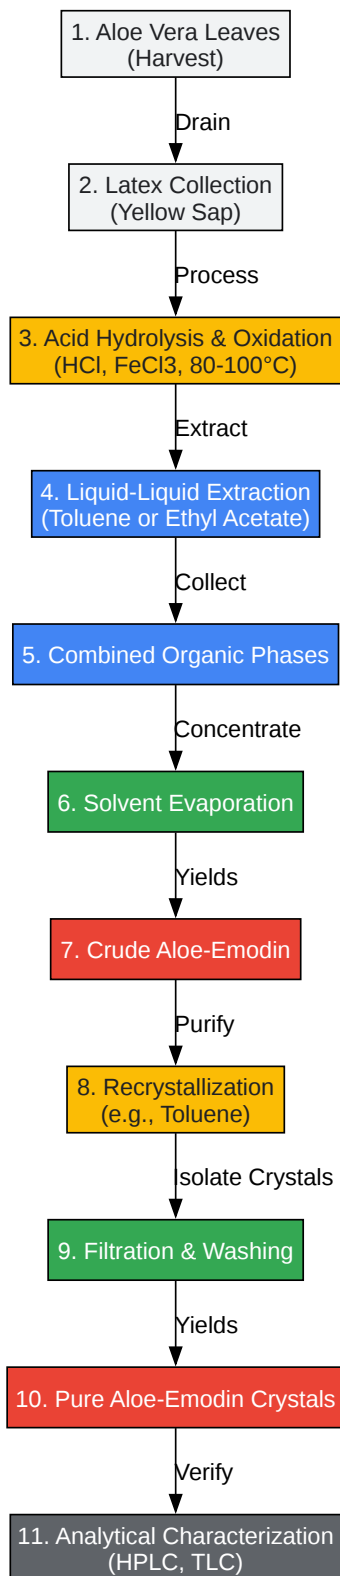 1. Aloe Vera Leaves
(Harvest)
Drain
2. Latex Collection
(Yellow Sap)
Process
3. Acid Hydrolysis & Oxidation
(HCl, FeCl3, 80-100°C)
Extract
4. Liquid-Liquid Extraction
(Toluene or Ethyl Acetate)
Collect
5. Combined Organic Phases
Concentrate
6. Solvent Evaporation
Yields
7. Crude Aloe-Emodin
Purify
8. Recrystallization
(e.g., Toluene)
Isolate Crystals
9. Filtration & Washing
Yields
10. Pure Aloe-Emodin Crystals
Verify
11. Analytical Characterization
(HPLC, TLC)